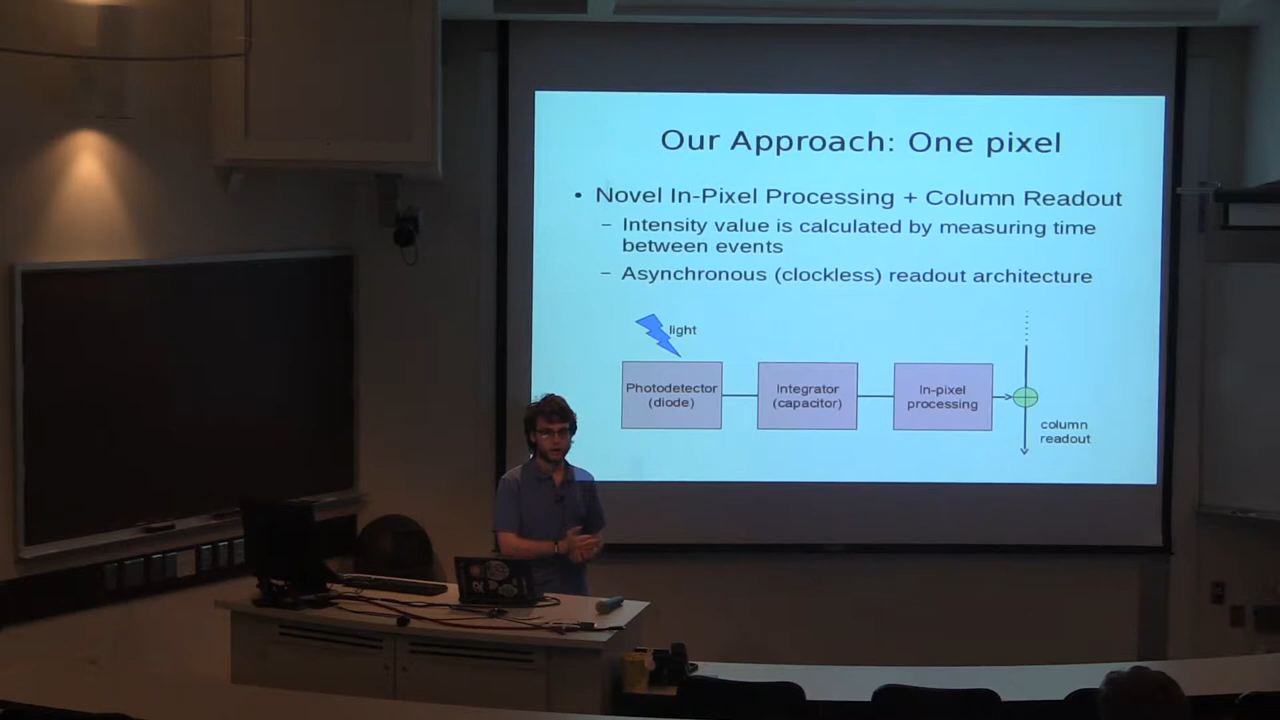 Our Approach: One pixel
• Novel In-Pixel Processing + Column Readout
– Intensity value is calculated by measuring time
between events
– Asynchronous (clockless) readout architecture
light
Photodetector
(diode)
Integrator
(capacitor)
In-pixel
processing
column
readout